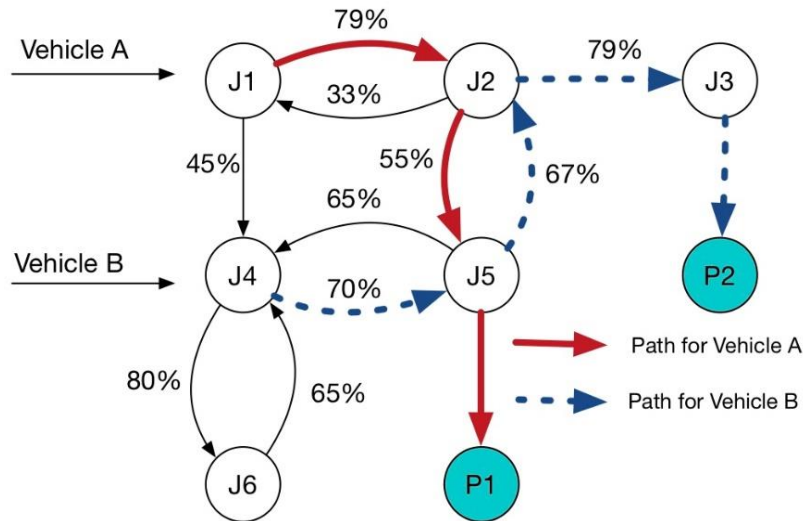 79%
Vehicle A
J1
J2
79%
J3
33%
45%
55%
67%
65%
Vehicle B
J4
70%
J5
P2
Path for Vehicle A
80%
65%
Path for Vehicle B
J6
P1